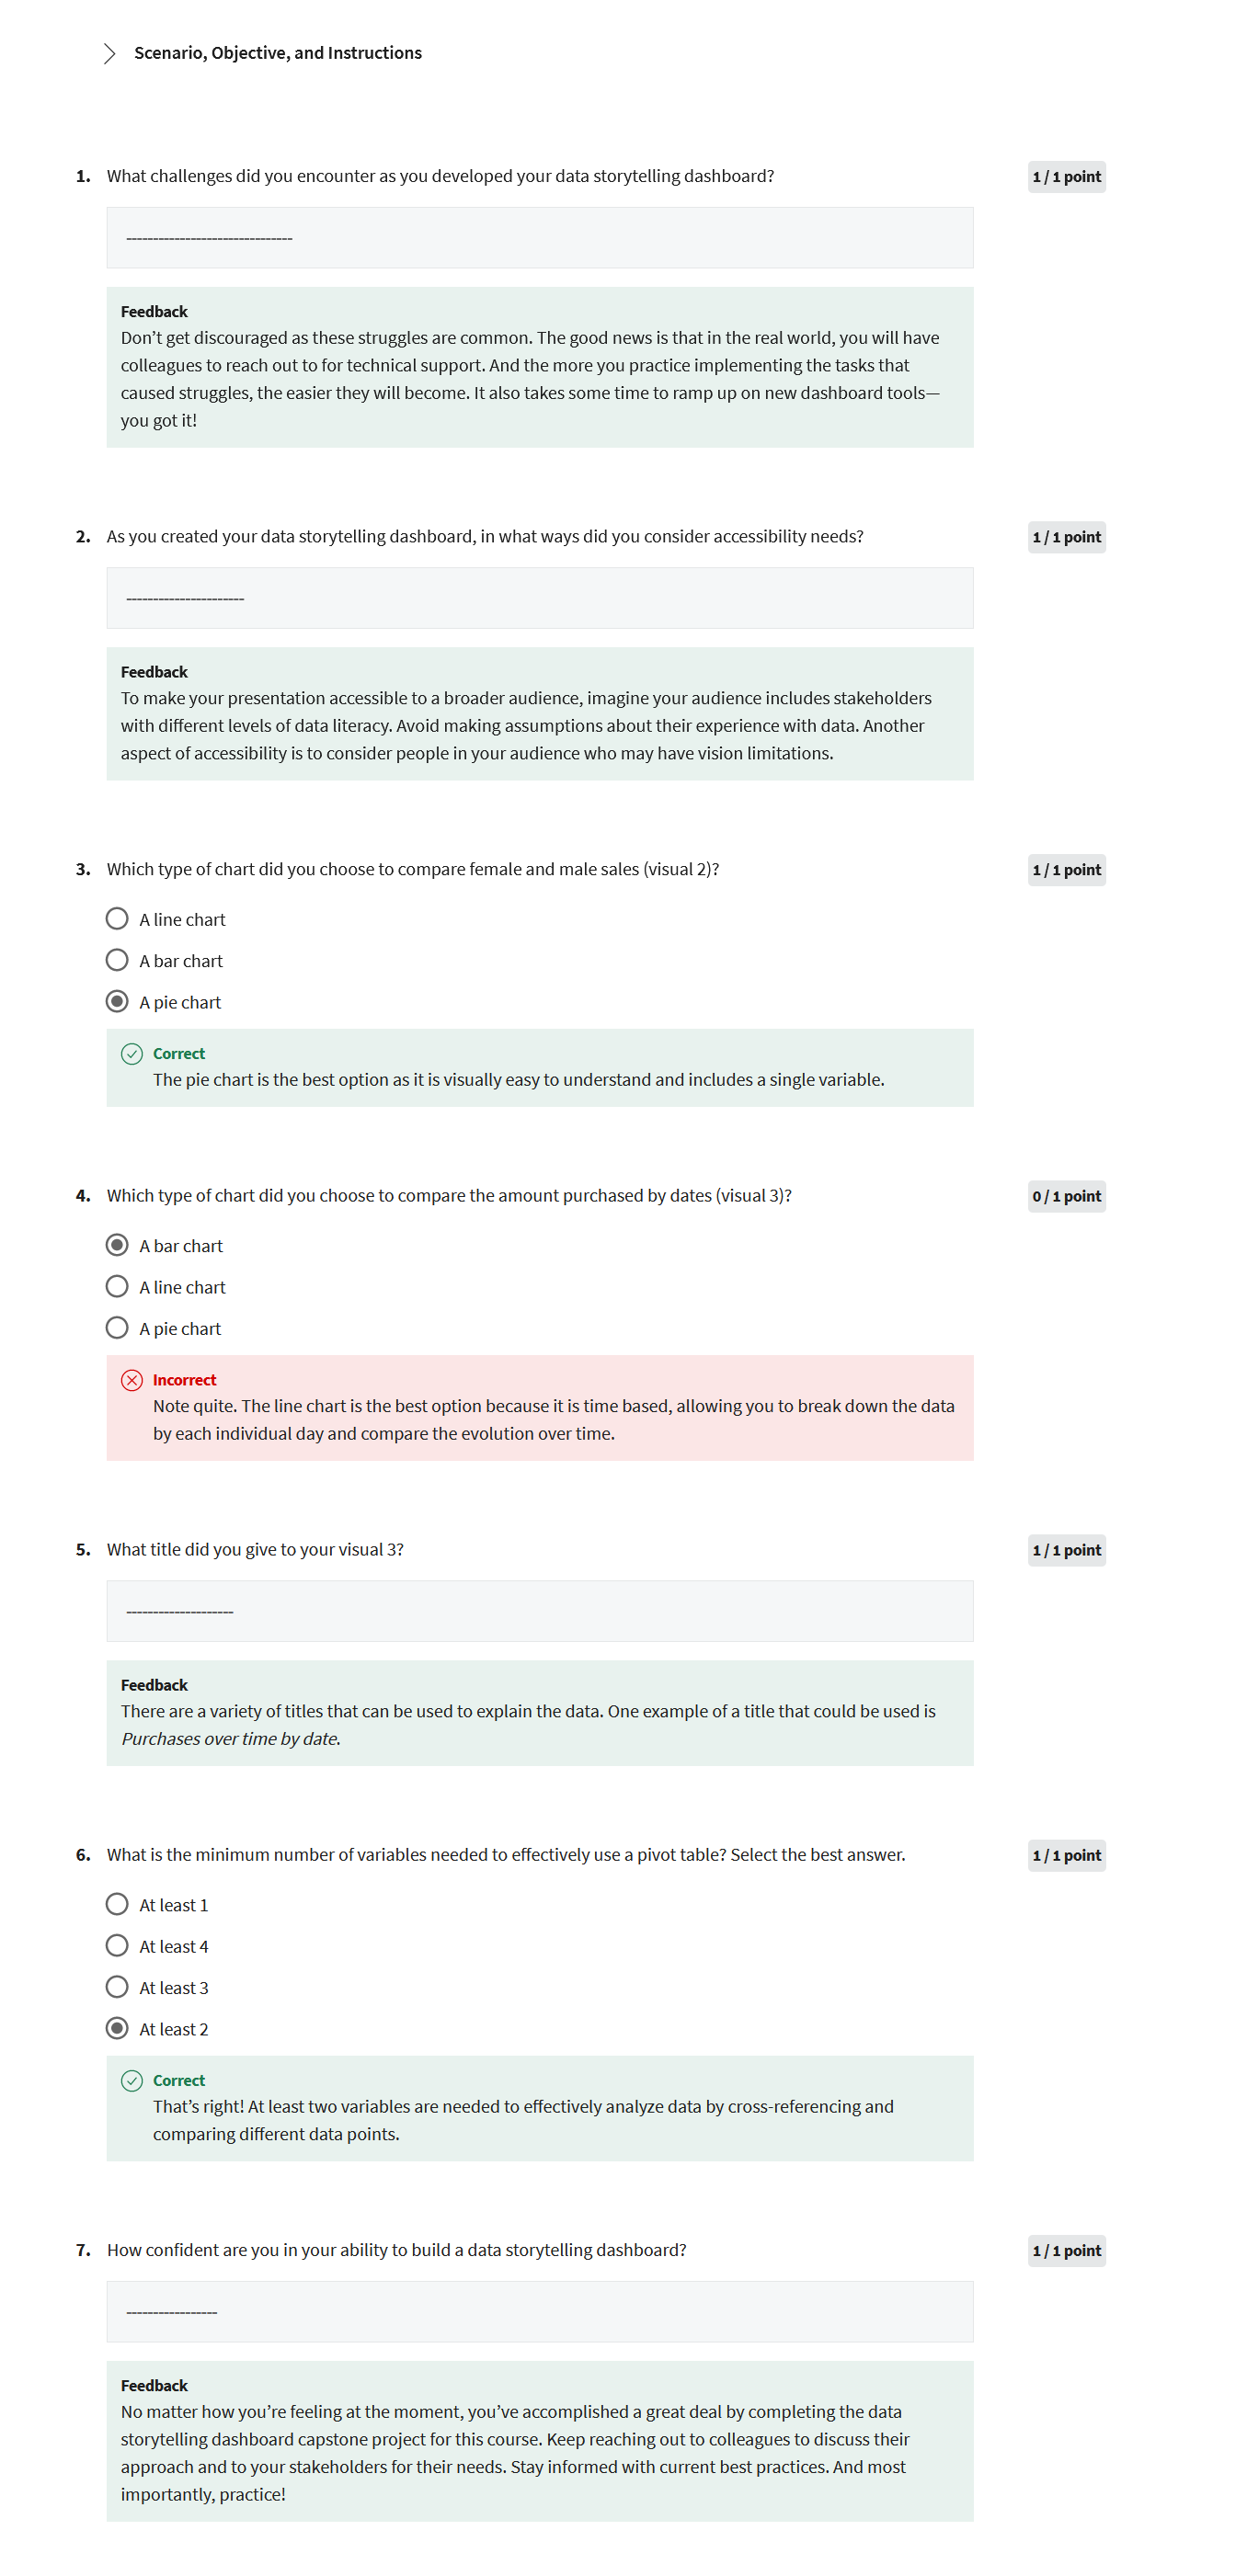 Scenario, Objective, and Instructions
1. What challenges did you encounter as you developed your data storytelling dashboard?
1 / 1 point
-------------------------------
Feedback
Don’t get discouraged as these struggles are common. The good news is that in the real world, you will have
colleagues to reach out to for technical support. And the more you practice implementing the tasks that
caused struggles, the easier they will become. It also takes some time to ramp up on new dashboard tools—
you got it!
2. As you created your data storytelling dashboard, in what ways did you consider accessibility needs?
1 / 1 point
----------------------
Feedback
To make your presentation accessible to a broader audience, imagine your audience includes stakeholders
with different levels of data literacy. Avoid making assumptions about their experience with data. Another
aspect of accessibility is to consider people in your audience who may have vision limitations.
3. Which type of chart did you choose to compare female and male sales (visual 2)?
1 / 1 point
A line chart
A bar chart
A pie chart
Correct
The pie chart is the best option as it is visually easy to understand and includes a single variable.
4. Which type of chart did you choose to compare the amount purchased by dates (visual 3)?
0 / 1 point
A bar chart
A line chart
A pie chart
Incorrect
Note quite. The line chart is the best option because it is time based, allowing you to break down the data
by each individual day and compare the evolution over time.
5. What title did you give to your visual 3?
1 / 1 point
--------------------
Feedback
There are a variety of titles that can be used to explain the data. One example of a title that could be used is
Purchases over time by date.
6. What is the minimum number of variables needed to effectively use a pivot table? Select the best answer.
1 / 1 point
At least 1
At least 4
At least 3
At least 2
Correct
That’s right! At least two variables are needed to effectively analyze data by cross-referencing and
comparing different data points.
7. How confident are you in your ability to build a data storytelling dashboard?
1 / 1 point
-----------------
Feedback
No matter how you’re feeling at the moment, you’ve accomplished a great deal by completing the data
storytelling dashboard capstone project for this course. Keep reaching out to colleagues to discuss their
approach and to your stakeholders for their needs. Stay informed with current best practices. And most
importantly, practice!